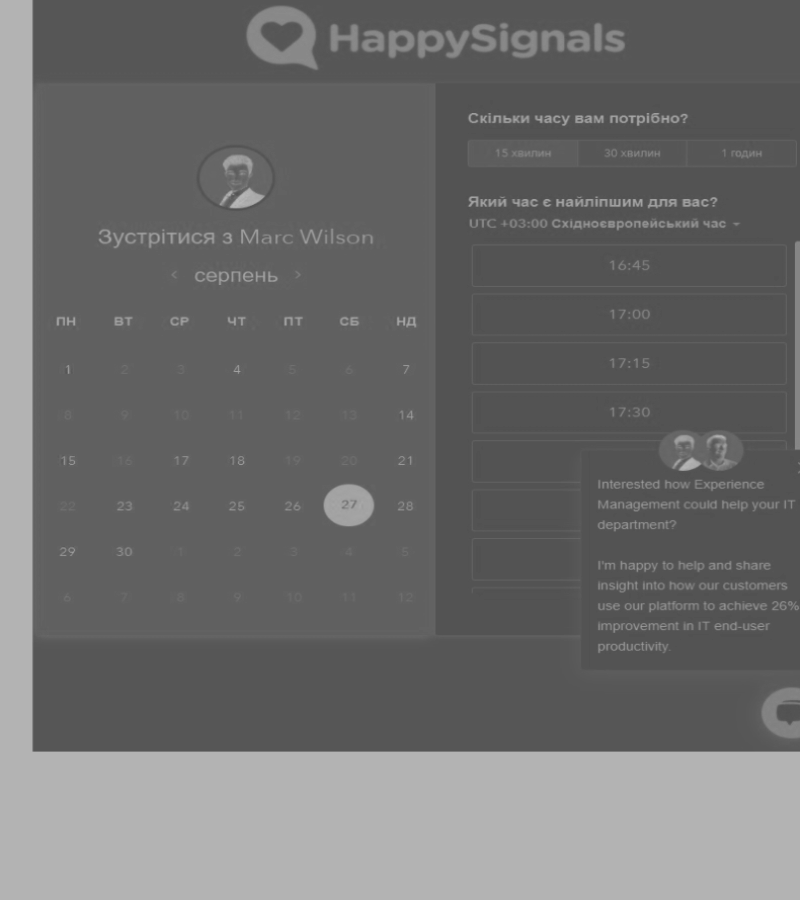 HappySignals
Зустрітися з Marc Wilson
‹ серпень ›
ПН ВТ СР ЧТ ПТ СБ НД
1 2 3 4 5 6 7
8 9 10 11 12 13 14
15 16 17 18 19 20 21
22 23 24 25 26 27 28
29 30 1 2 3 4 5
6 7 8 9 10 11 12
Скільки часу вам потрібно?
15 хвилин 30 хвилин 1 годин
Який час є найліпшим для вас?
UTC +03:00 Східноєвропейський час
16:45
17:00
17:15
17:30
Interested how Experience
Management could help your IT
department?
I'm happy to help and share
insight into how our customers
use our platform to achieve 26%
improvement in IT end-user
productivity.